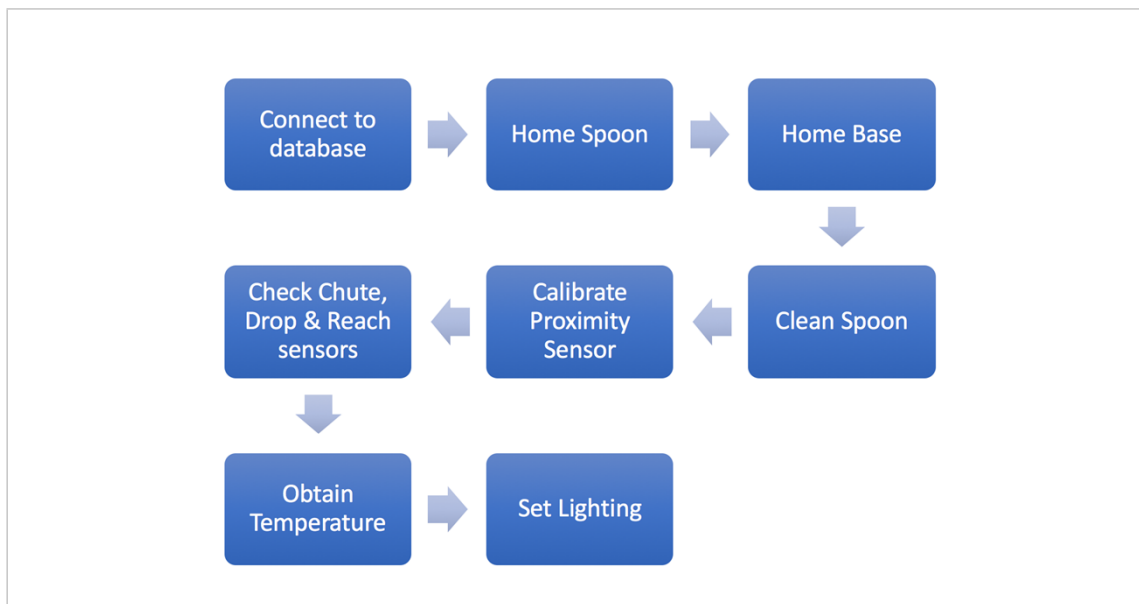 Connect to
database
Home Spoon
Home Base
Clean Spoon
Calibrate
Proximity
Sensor
Check Chute,
Drop & Reach
sensors
Obtain
Temperature
Set Lighting